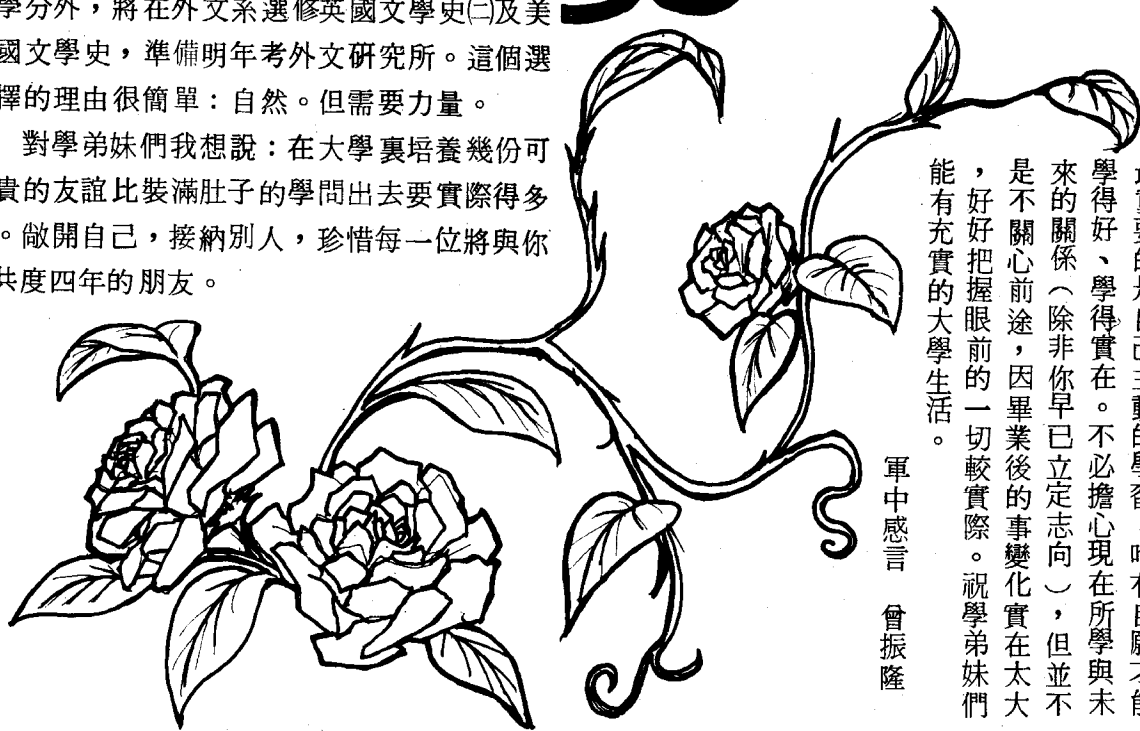 學分外，將在外文系選修英國文學史㈡及美
國文學史，準備明年考外文研究所。這個選
擇的理由很簡單：自然。但需要力量。
對學弟妹們我想說：在大學裏培養幾份可
貴的友誼比裝滿肚子的學問出去要實際得多
。敞開自己，接納別人，珍惜每一位將與你
共度四年的朋友。
學得好、學得實在。不必擔心現在所學與未
來的關係（除非你早已立定志向），但並不
是不關心前途，因畢業後的事變化實在太大
，好好把握眼前的一切較實際。祝學弟妹們
能有充實的大學生活。
軍中感言 曾振隆